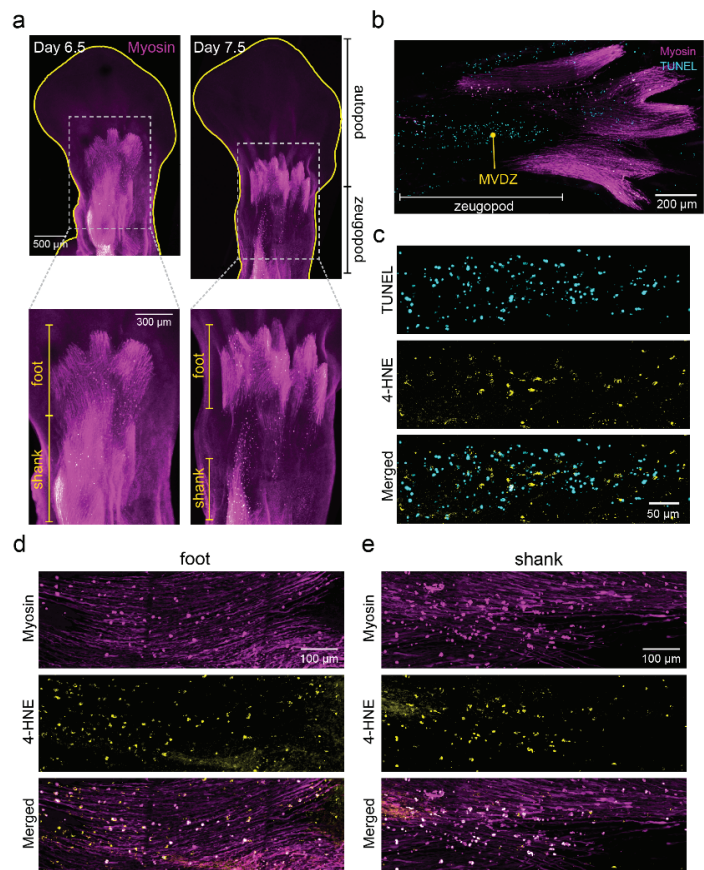 a
Day 6.5 Myosin
Day 7.5
autopod
zeugopod
500 µm
300 µm
foot
shank
foot
shank
b
Myosin
TUNEL
MVDZ
zeugopod
200 µm
c
TUNEL
4-HNE
Merged
50 µm
d
foot
Myosin
100 µm
4-HNE
Merged
e
shank
Myosin
100 µm
4-HNE
Merged